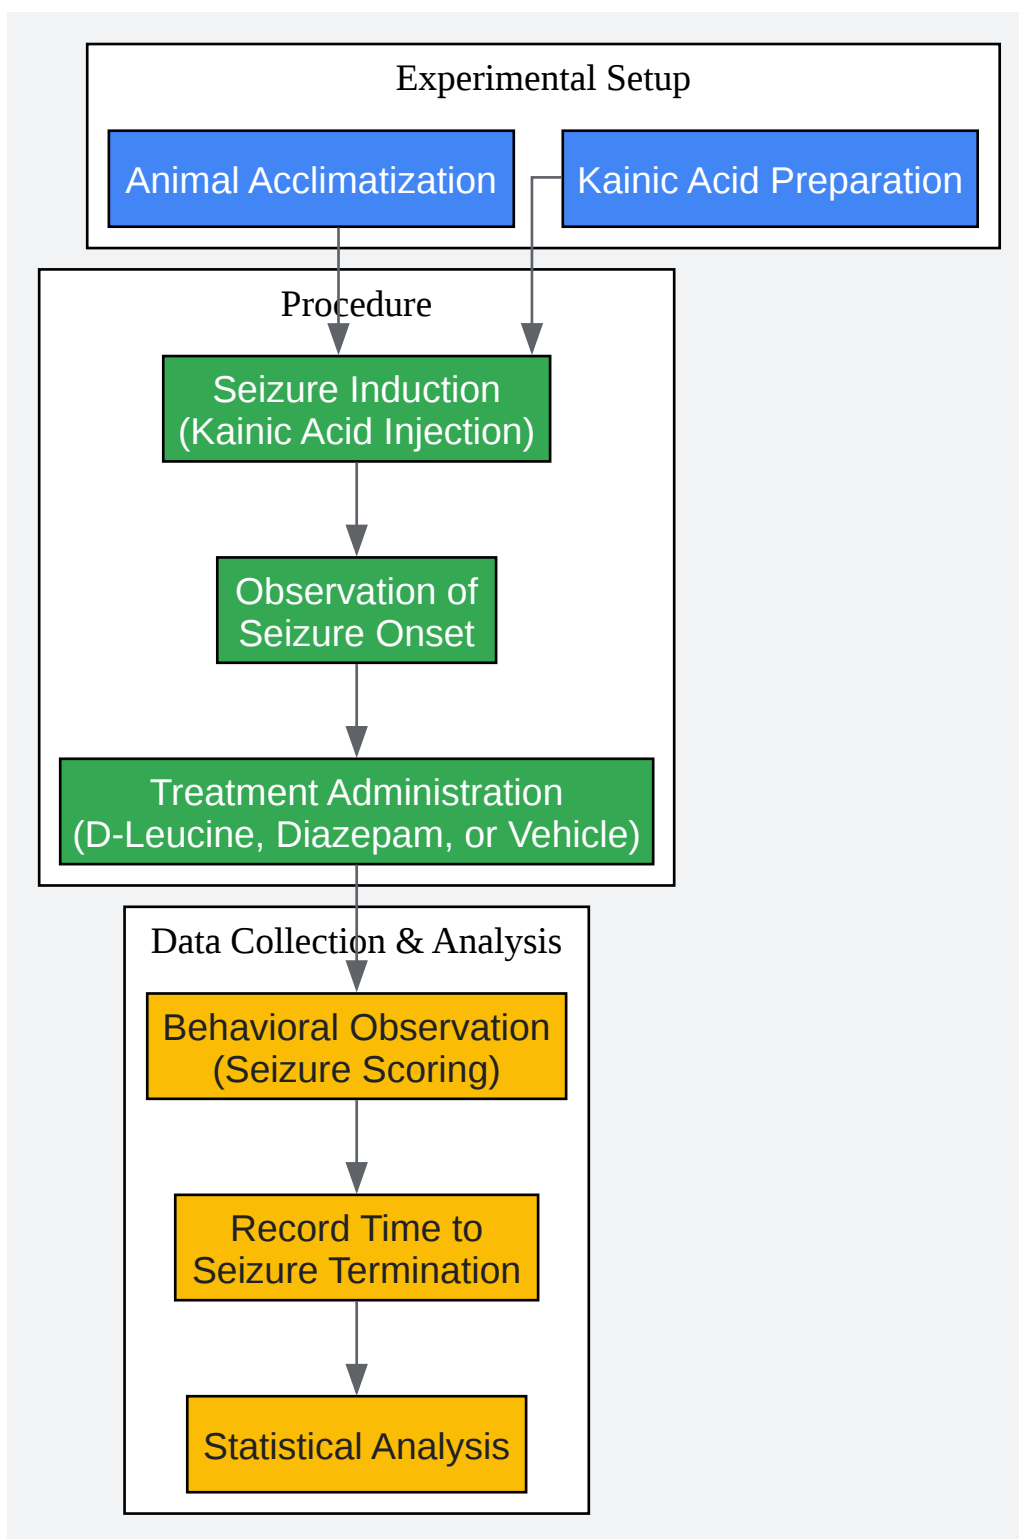 Experimental Setup
Animal Acclimatization
Kainic Acid Preparation
Procedure
Seizure Induction
(Kainic Acid Injection)
Observation of
Seizure Onset
Treatment Administration
(D-Leucine, Diazepam, or Vehicle)
Data Collection & Analysis
Behavioral Observation
(Seizure Scoring)
Record Time to
Seizure Termination
Statistical Analysis